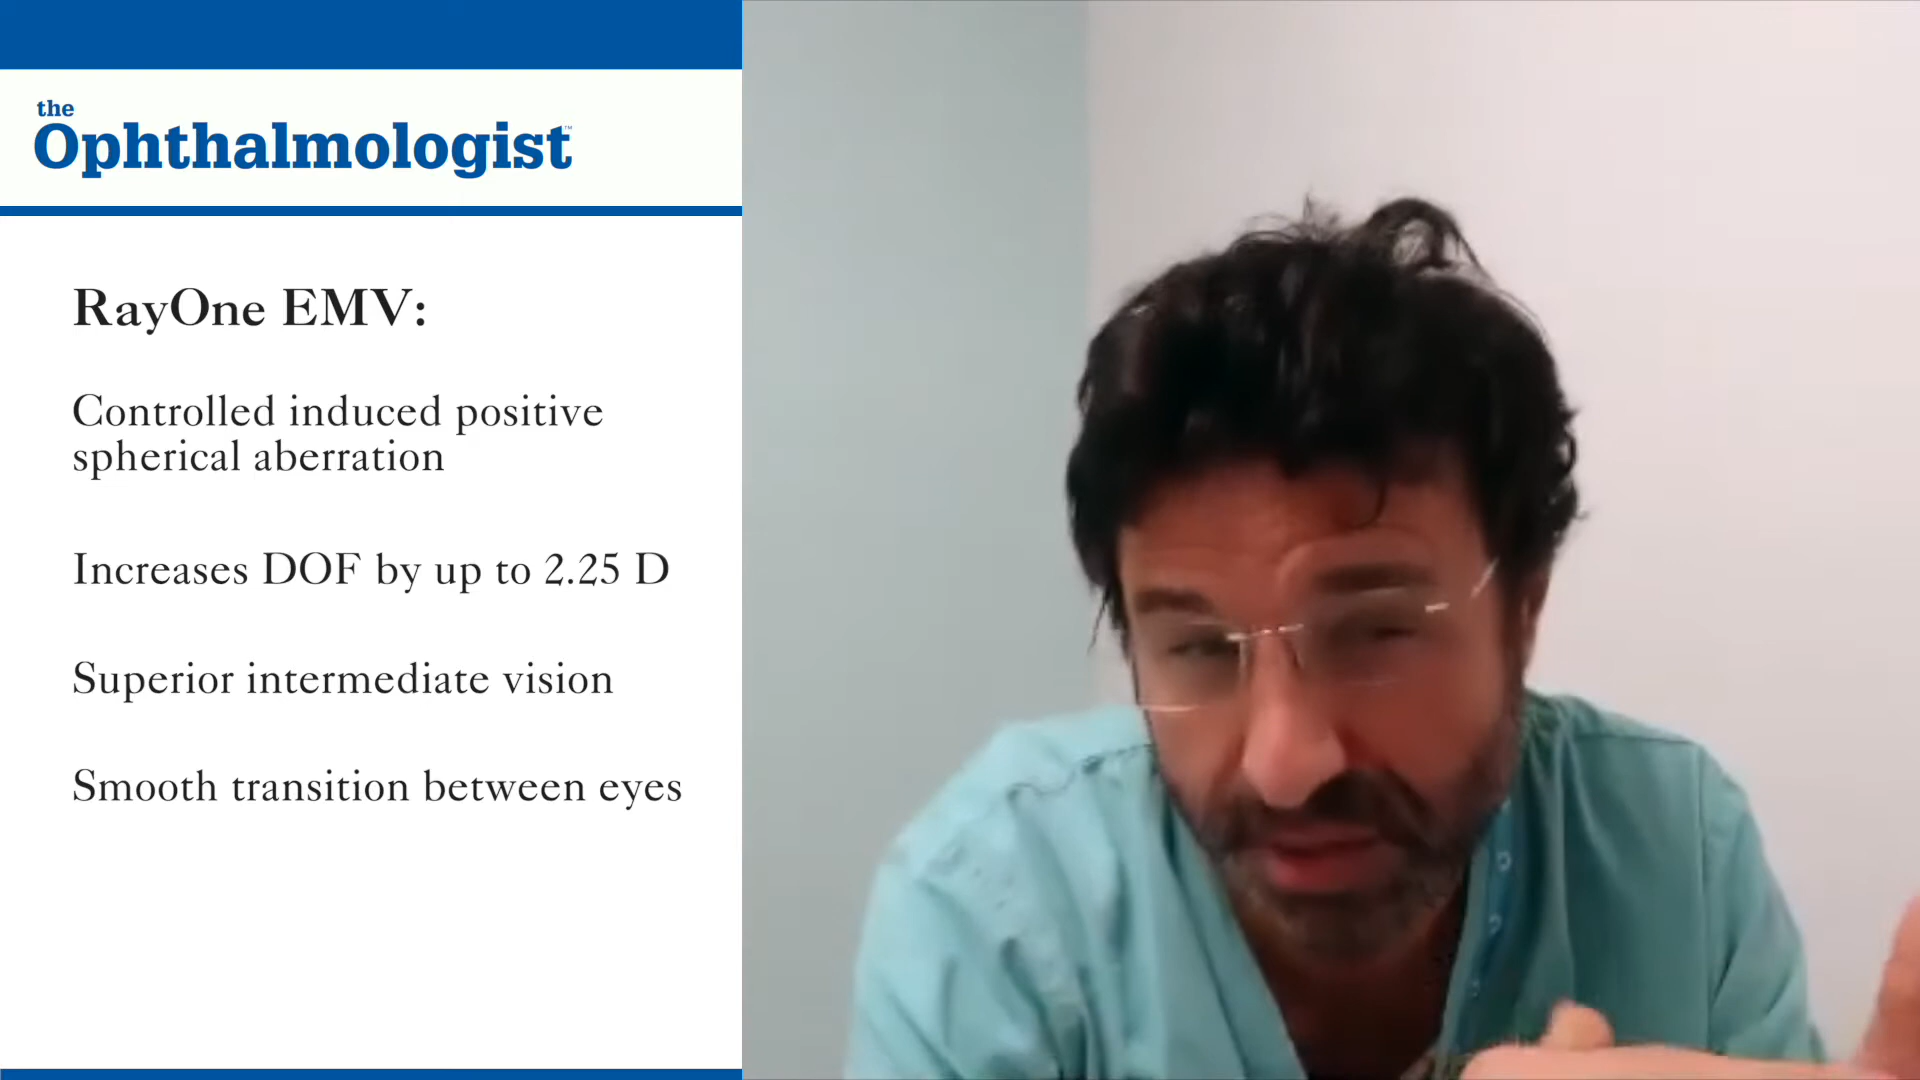 the
Ophthalmologist™
RayOne EMV:
Controlled induced positive
spherical aberration
Increases DOF by up to 2.25 D
Superior intermediate vision
Smooth transition between eyes